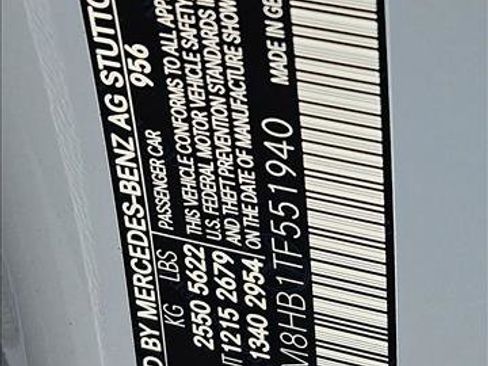 D BY MERCEDES-BENZ AG STUTTG
956
KG LBS PASSENGER CAR
2550 5622 THIS VEHICLE CONFORMS TO ALL APP
1215 2679 U.S. FEDERAL MOTOR VEHICLE SAFETY
1340 2954 AND THEFT PREVENTION STANDARDS I
ON THE DATE OF MANUFACTURE SHOW
MADE IN GE
M8HB1TF551940